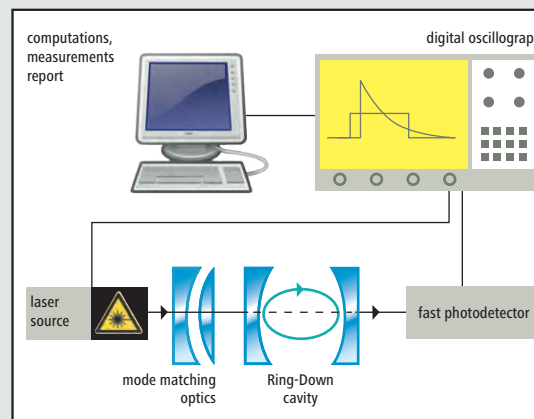 computations,
measurements
report
digital oscillograp
laser
source
fast photodetector
mode matching
optics
Ring-Down
cavity